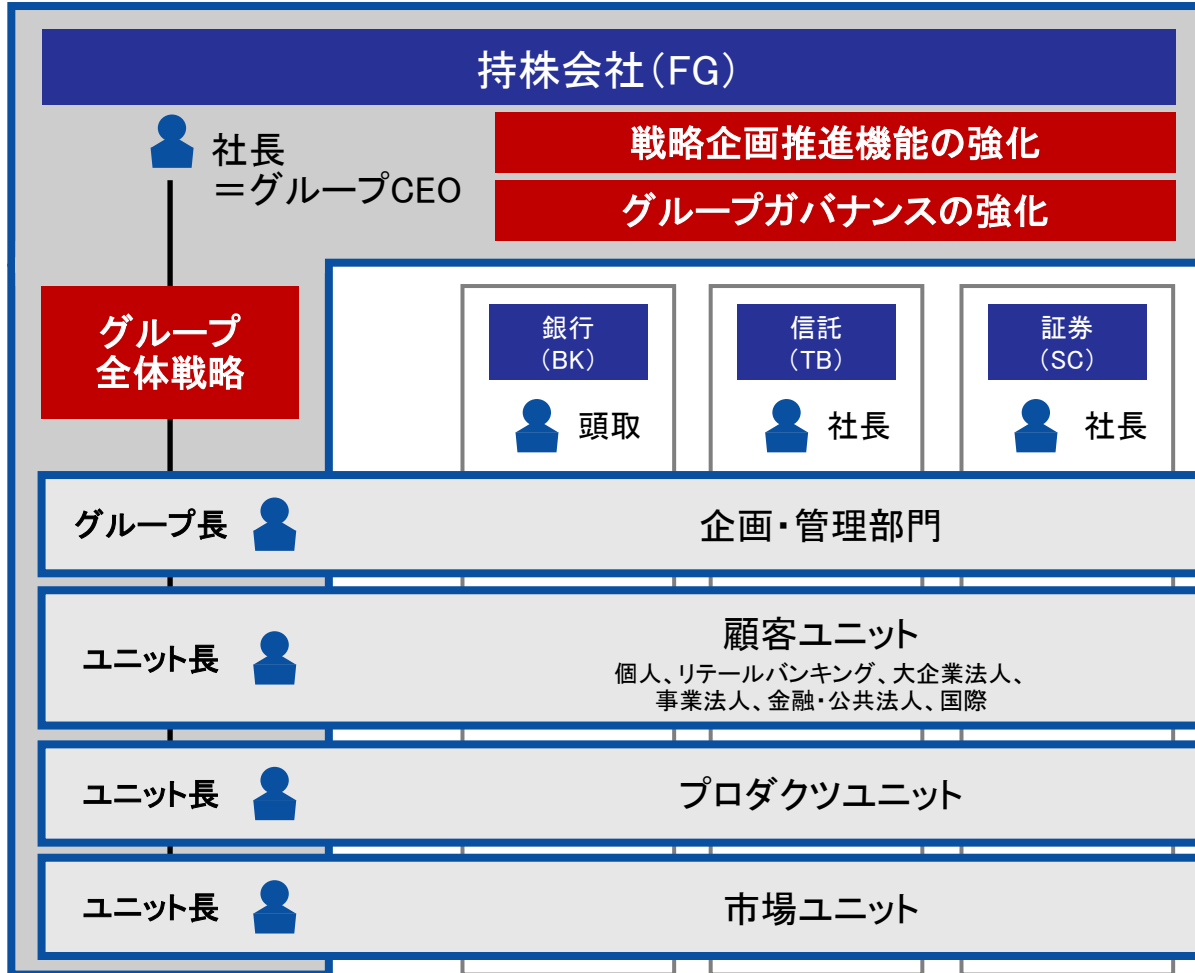 持株会社(FG)
社長
＝グループCEO
戦略企画推進機能の強化
グループガバナンスの強化
グループ
全体戦略
銀行
(BK)
頭取
信託
(TB)
社長
証券
(SC)
社長
グループ長
企画・管理部門
ユニット長
顧客ユニット
個人、リテールバンキング、大企業法人、
事業法人、金融・公共法人、国際
ユニット長
プロダクツユニット
ユニット長
市場ユニット